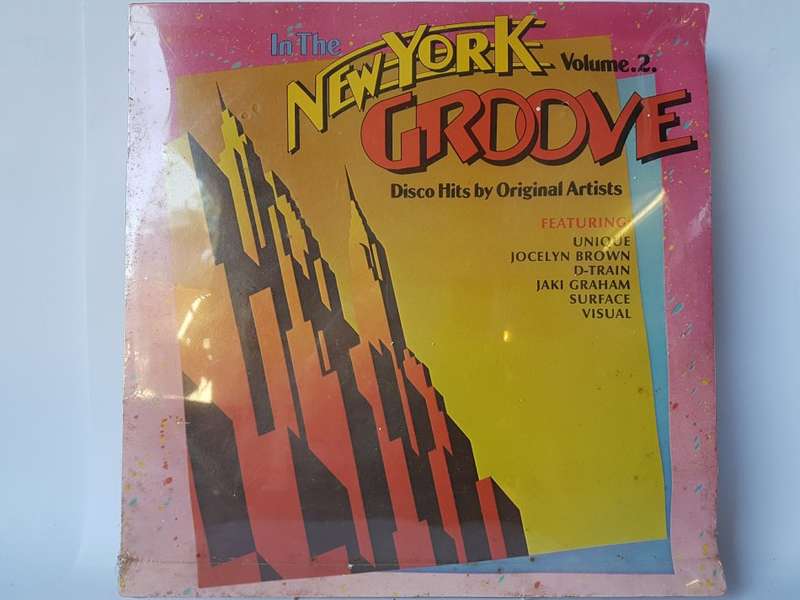 In The
NEW YORK
Volume.2.
GROOVE
Disco Hits by Original Artists
FEATURING:
UNIQUE
JOCELYN BROWN
D-TRAIN
JAKI GRAHAM
SURFACE
VISUAL